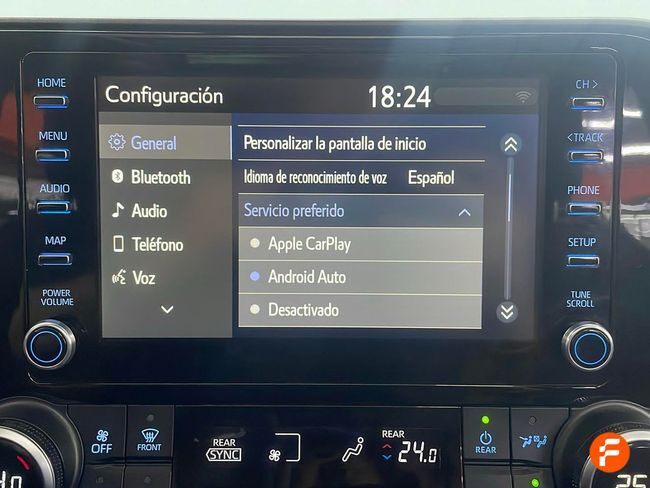 HOME
MENU
AUDIO
MAP
POWER
VOLUME
Configuración
18:24
General
Bluetooth
Audio
Teléfono
Voz
Personalizar la pantalla de inicio
Idioma de reconocimiento de voz Español
Servicio preferido
Apple CarPlay
Android Auto
Desactivado
CH >
< TRACK
PHONE
SETUP
TUNE
SCROLL
OFF
FRONT
REAR
SYNC
REAR
24.0
REAR